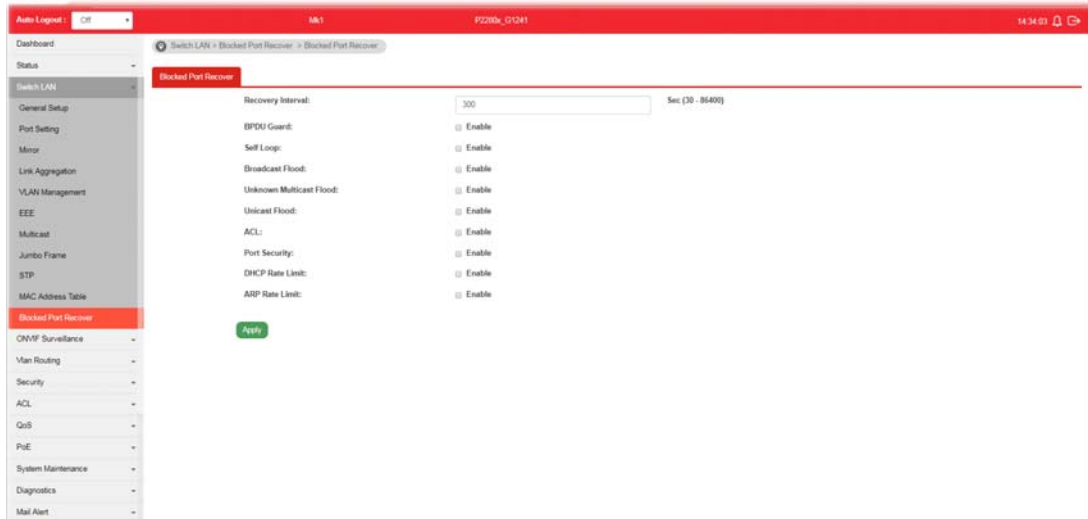 Auto Logout : Off Mk1 P2280x_G1241 14:34:03
Dashboard
Switch LAN > Blocked Port Recover > Blocked Port Recover
Status
Blocked Port Recover
Switch LAN
General Setup
Port Setting
Mirror
Link Aggregation
VLAN Management
EEE
Multicast
Jumbo Frame
STP
MAC Address Table
Blocked Port Recover
ONVIF Surveillance
Vlan Routing
Security
ACL
QoS
PoE
System Maintenance
Diagnostics
Mail Alert
Recovery Interval: 300 Sec (30 - 86400)
BPDU Guard: Enable
Self Loop: Enable
Broadcast Flood: Enable
Unknown Multicast Flood: Enable
Unicast Flood: Enable
ACL: Enable
Port Security: Enable
DHCP Rate Limit: Enable
ARP Rate Limit: Enable
Apply